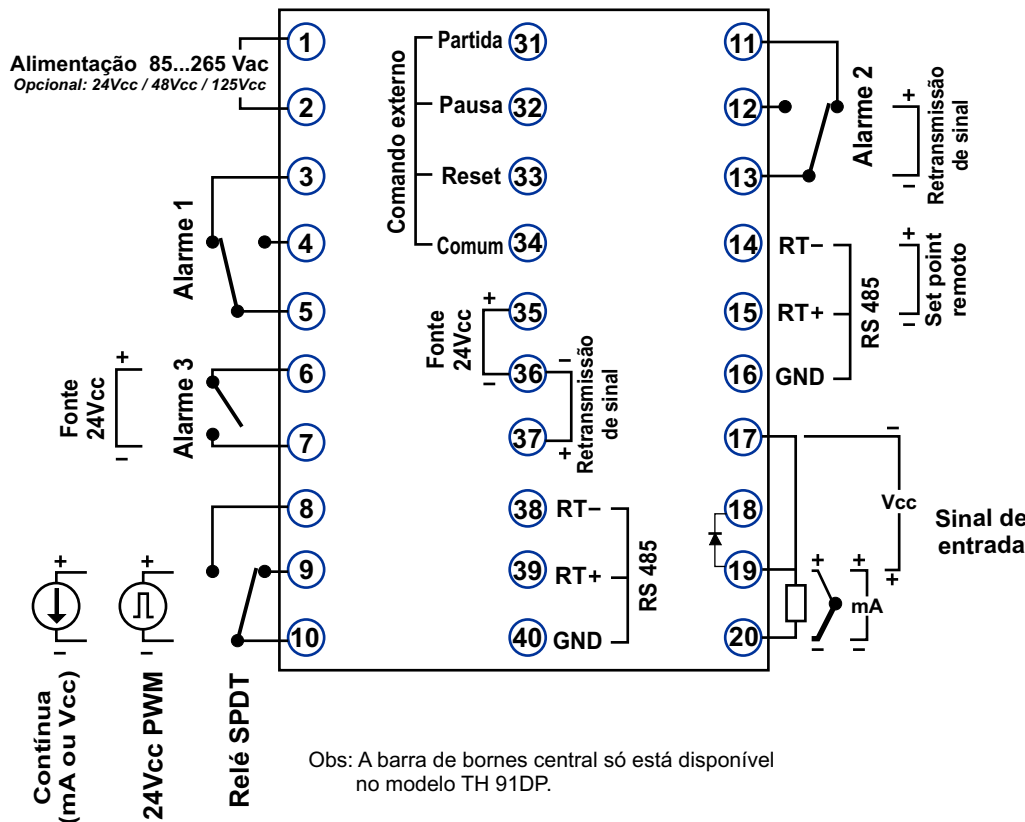 Alimentação 85...265 Vac
Opcional: 24Vcc / 48Vcc / 125Vcc
1
2
3
4
5
Alarme 1
6
7
Alarme 3
+
Fonte
24Vcc
–
8
9
10
+
–
Contínua
(mA ou Vcc)
+
–
24Vcc PWM
Relé SPDT
Comando externo
Partida 31
Pausa 32
Reset 33
Comum 34
35
36
37
+
Fonte
24Vcc
–
–
Retransmissão
de sinal
+
38 RT–
39 RT+
40 GND
RS 485
11
12
13
Alarme 2
+
Retransmissão
de sinal
–
14 RT–
15 RT+
16 GND
RS 485
+
Set point
remoto
–
17
18
19
20
–
Vcc
+
+
–
+
mA
–
Sinal de
entrada
Obs: A barra de bornes central só está disponível
no modelo TH 91DP.